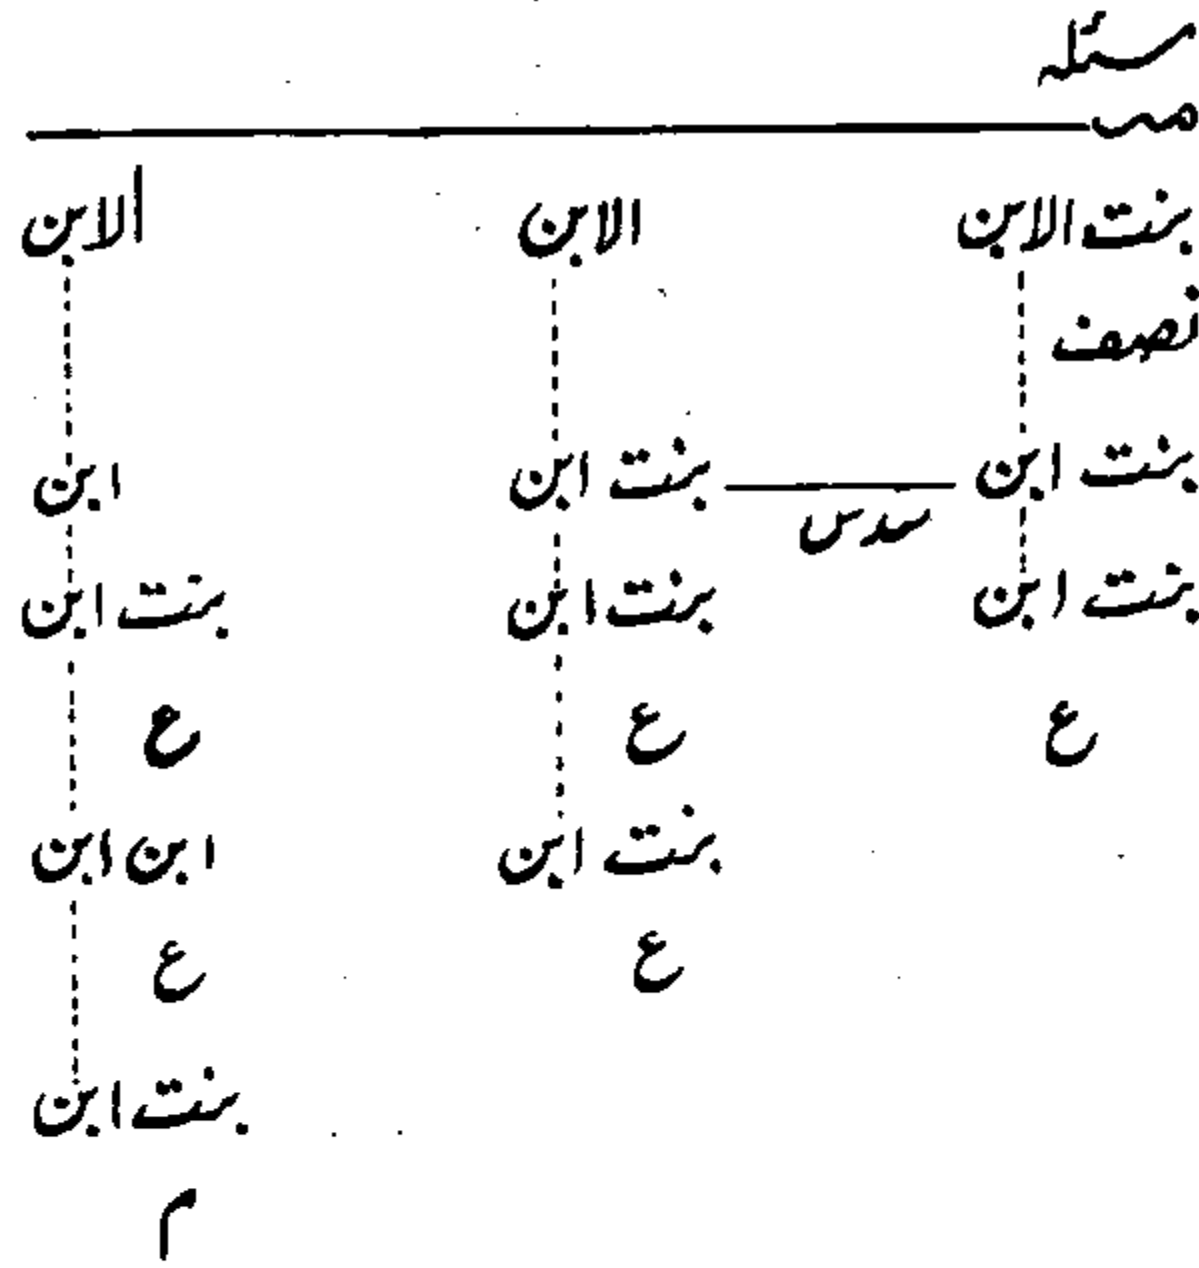 مسئلہ
مـــــــــیـ
بنت الابن الابن الابن
نصف
بنت ابن بنت ابن ابن
سدس
بنت ابن بنت ابن بنت ابن
ع ع ع
بنت ابن ابن ابن
ع ع
بنت ابن
م